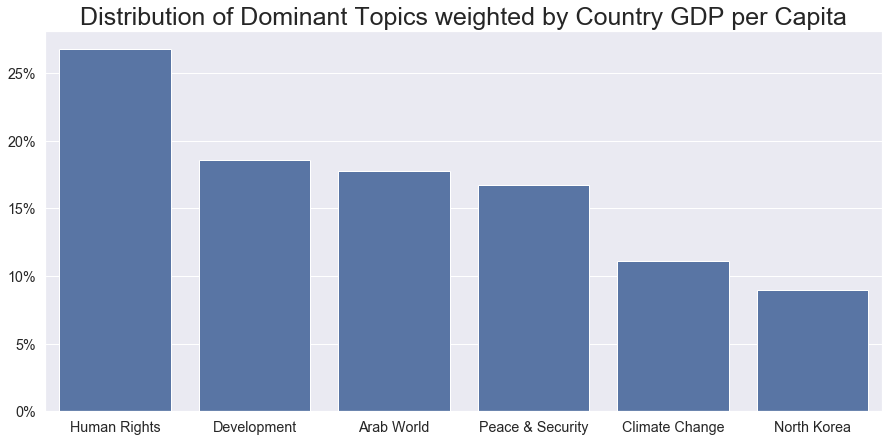 Distribution of Dominant Topics weighted by Country GDP per Capita
25%
20%
15%
10%
5%
0%
Human Rights
Development
Arab World
Peace & Security
Climate Change
North Korea